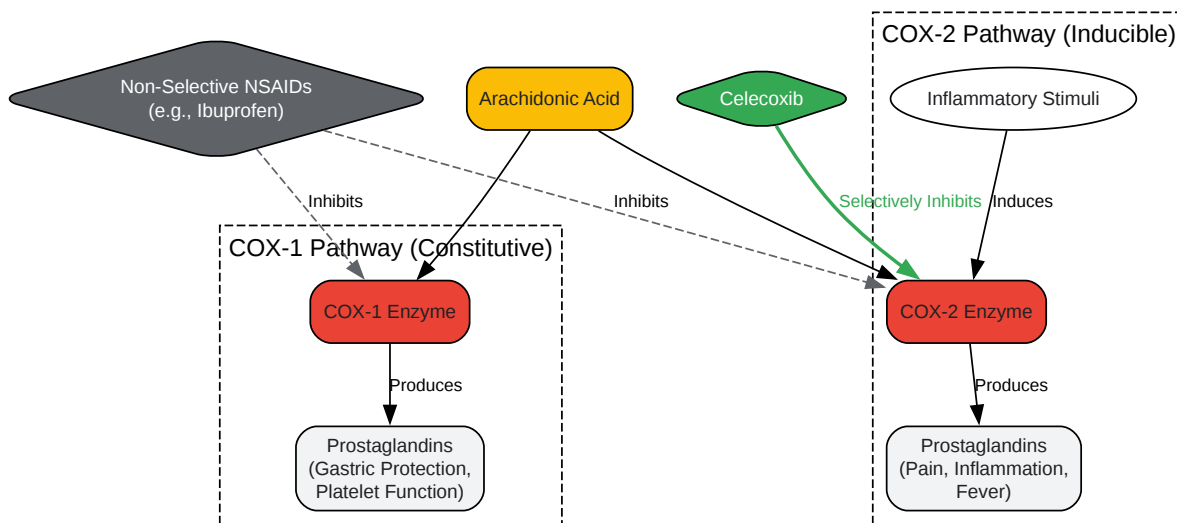 COX-2 Pathway (Inducible)
Non-Selective NSAIDs
(e.g., Ibuprofen)
Arachidonic Acid
Celecoxib
Inflammatory Stimuli
Inhibits
Inhibits
Selectively Inhibits
Induces
COX-1 Pathway (Constitutive)
COX-1 Enzyme
COX-2 Enzyme
Produces
Produces
Prostaglandins
(Gastric Protection,
Platelet Function)
Prostaglandins
(Pain, Inflammation,
Fever)